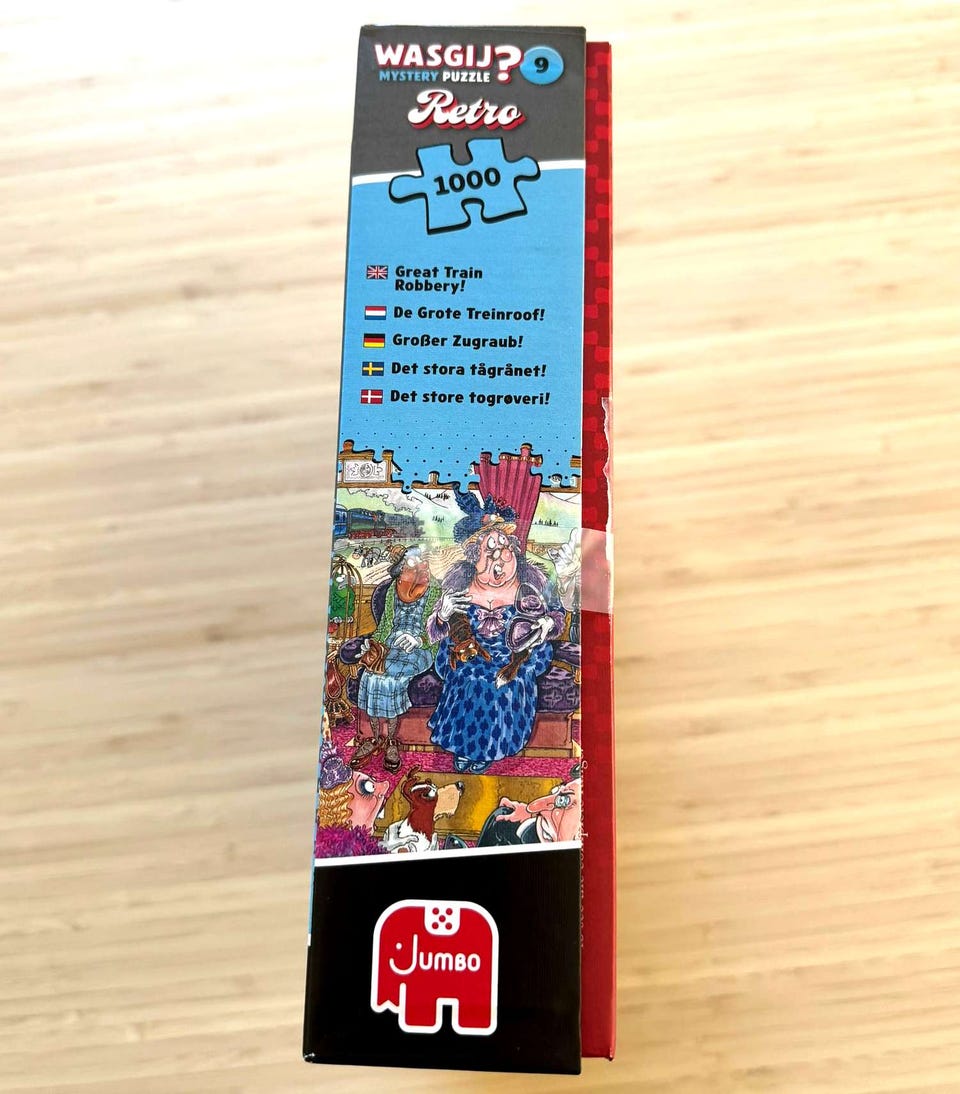 WASGIJ? 9
MYSTERY PUZZLE
Retro
1000
Great Train
Robbery!
De Grote Treinroof!
Großer Zugraub!
Det stora tågrånet!
Det store togrøveri!
JUMBO